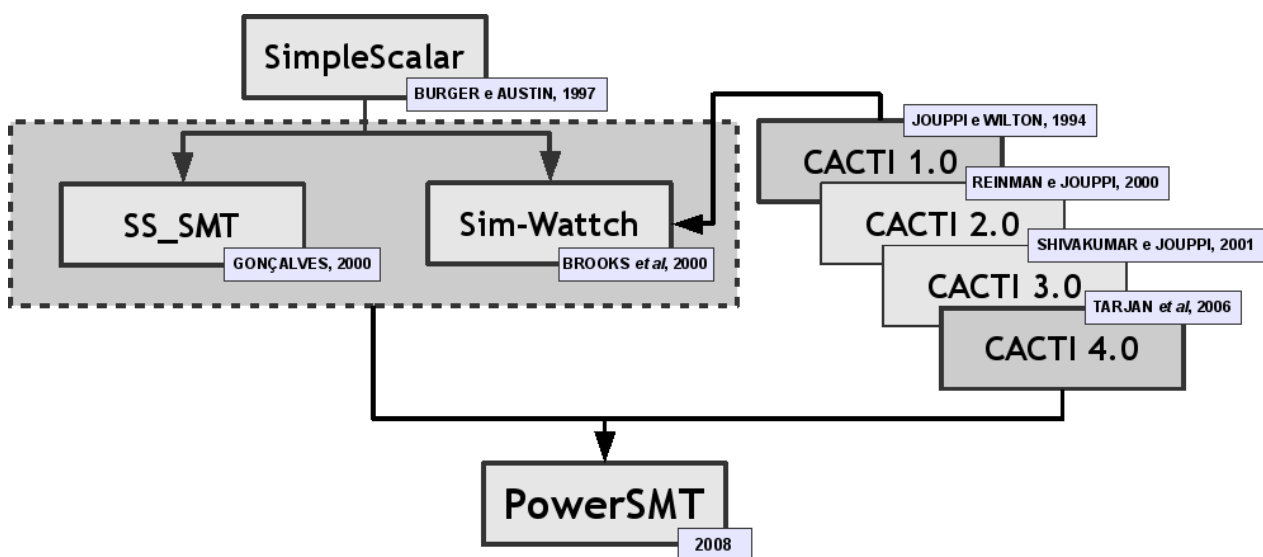 SimpleScalar
BURGER e AUSTIN, 1997
JOUPPI e WILTON, 1994
CACTI 1.0
REINMAN e JOUPPI, 2000
SS_SMT
GONÇALVES, 2000
Sim-Wattch
BROOKS et al, 2000
CACTI 2.0
SHIVAKUMAR e JOUPPI, 2001
CACTI 3.0
TARJAN et al, 2006
CACTI 4.0
PowerSMT
2008